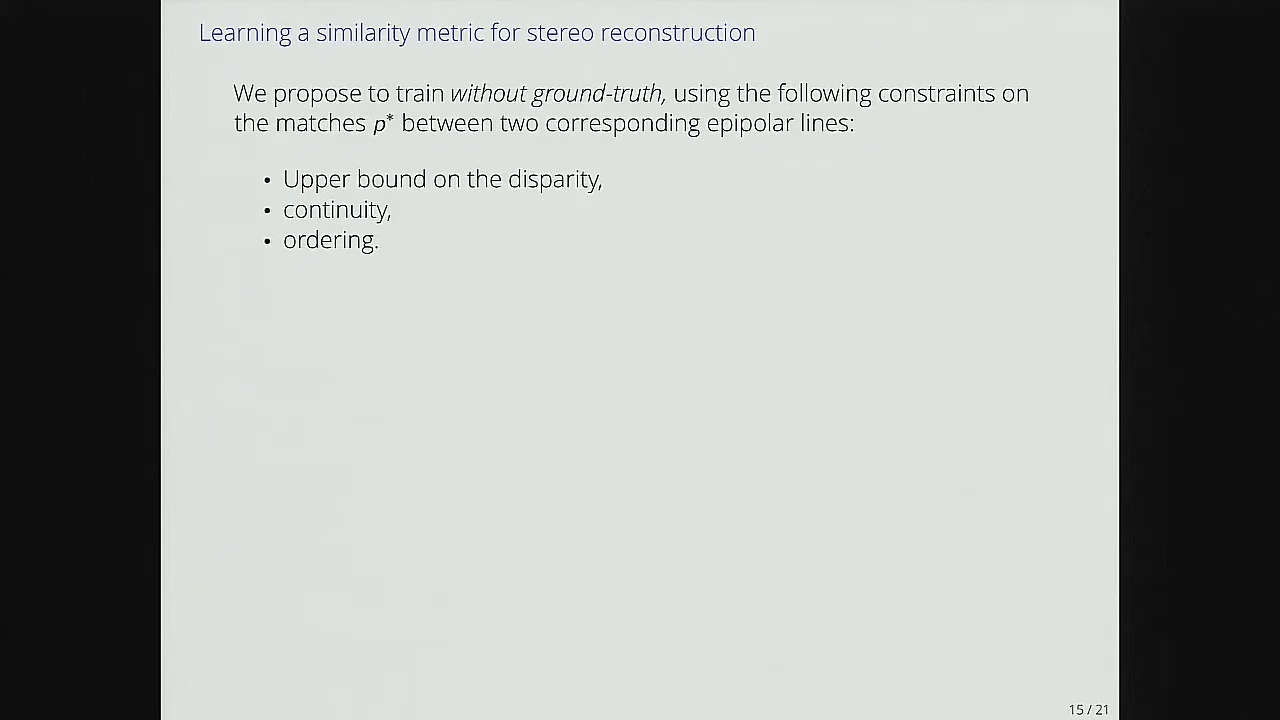 Learning a similarity metric for stereo reconstruction
We propose to train without ground-truth, using the following constraints on
the matches p* between two corresponding epipolar lines:
• Upper bound on the disparity,
• continuity,
• ordering.
15 / 21